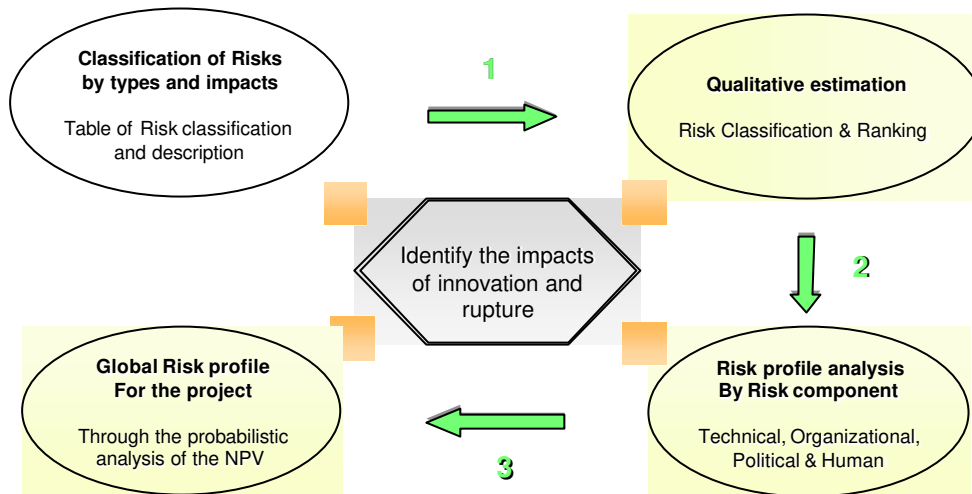 Classification of Risks
by types and impacts
Table of Risk classification
and description
1
Qualitative estimation
Risk Classification & Ranking
Identify the impacts
of innovation and
rupture
2
Global Risk profile
For the project
Through the probabilistic
analysis of the NPV
3
Risk profile analysis
By Risk component
Technical, Organizational,
Political & Human